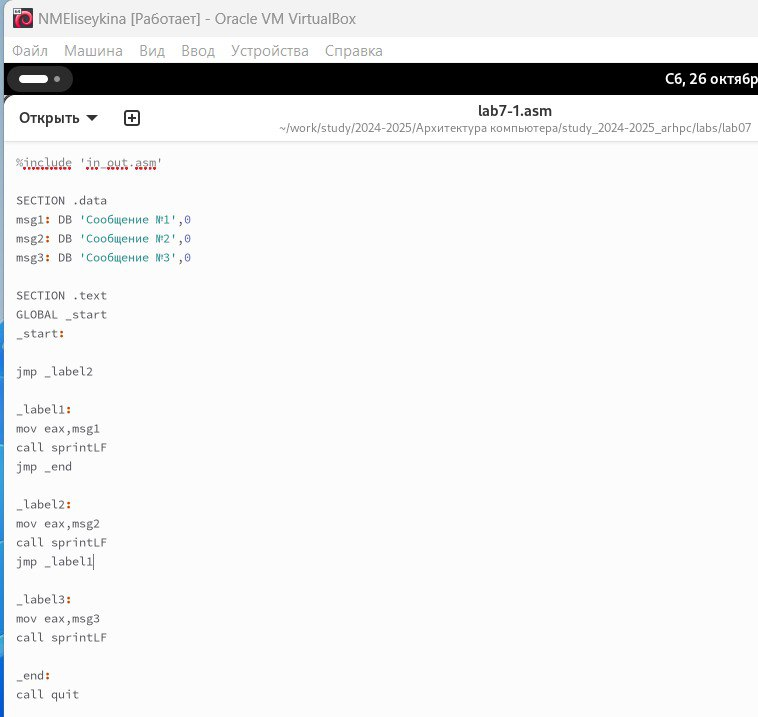 NMEliseykina [Работает] - Oracle VM VirtualBox
Файл Машина Вид Ввод Устройства Справка
Сб, 26 октябр
Открыть
lab7-1.asm
~/work/study/2024-2025/Архитектура компьютера/study_2024-2025_arhpc/labs/lab07
%include 'in_out.asm'
SECTION .data
msg1: DB 'Сообщение №1',0
msg2: DB 'Сообщение №2',0
msg3: DB 'Сообщение №3',0
SECTION .text
GLOBAL _start
_start:
jmp _label2
_label1:
mov eax,msg1
call sprintLF
jmp _end
_label2:
mov eax,msg2
call sprintLF
jmp _label1
_label3:
mov eax,msg3
call sprintLF
_end:
call quit